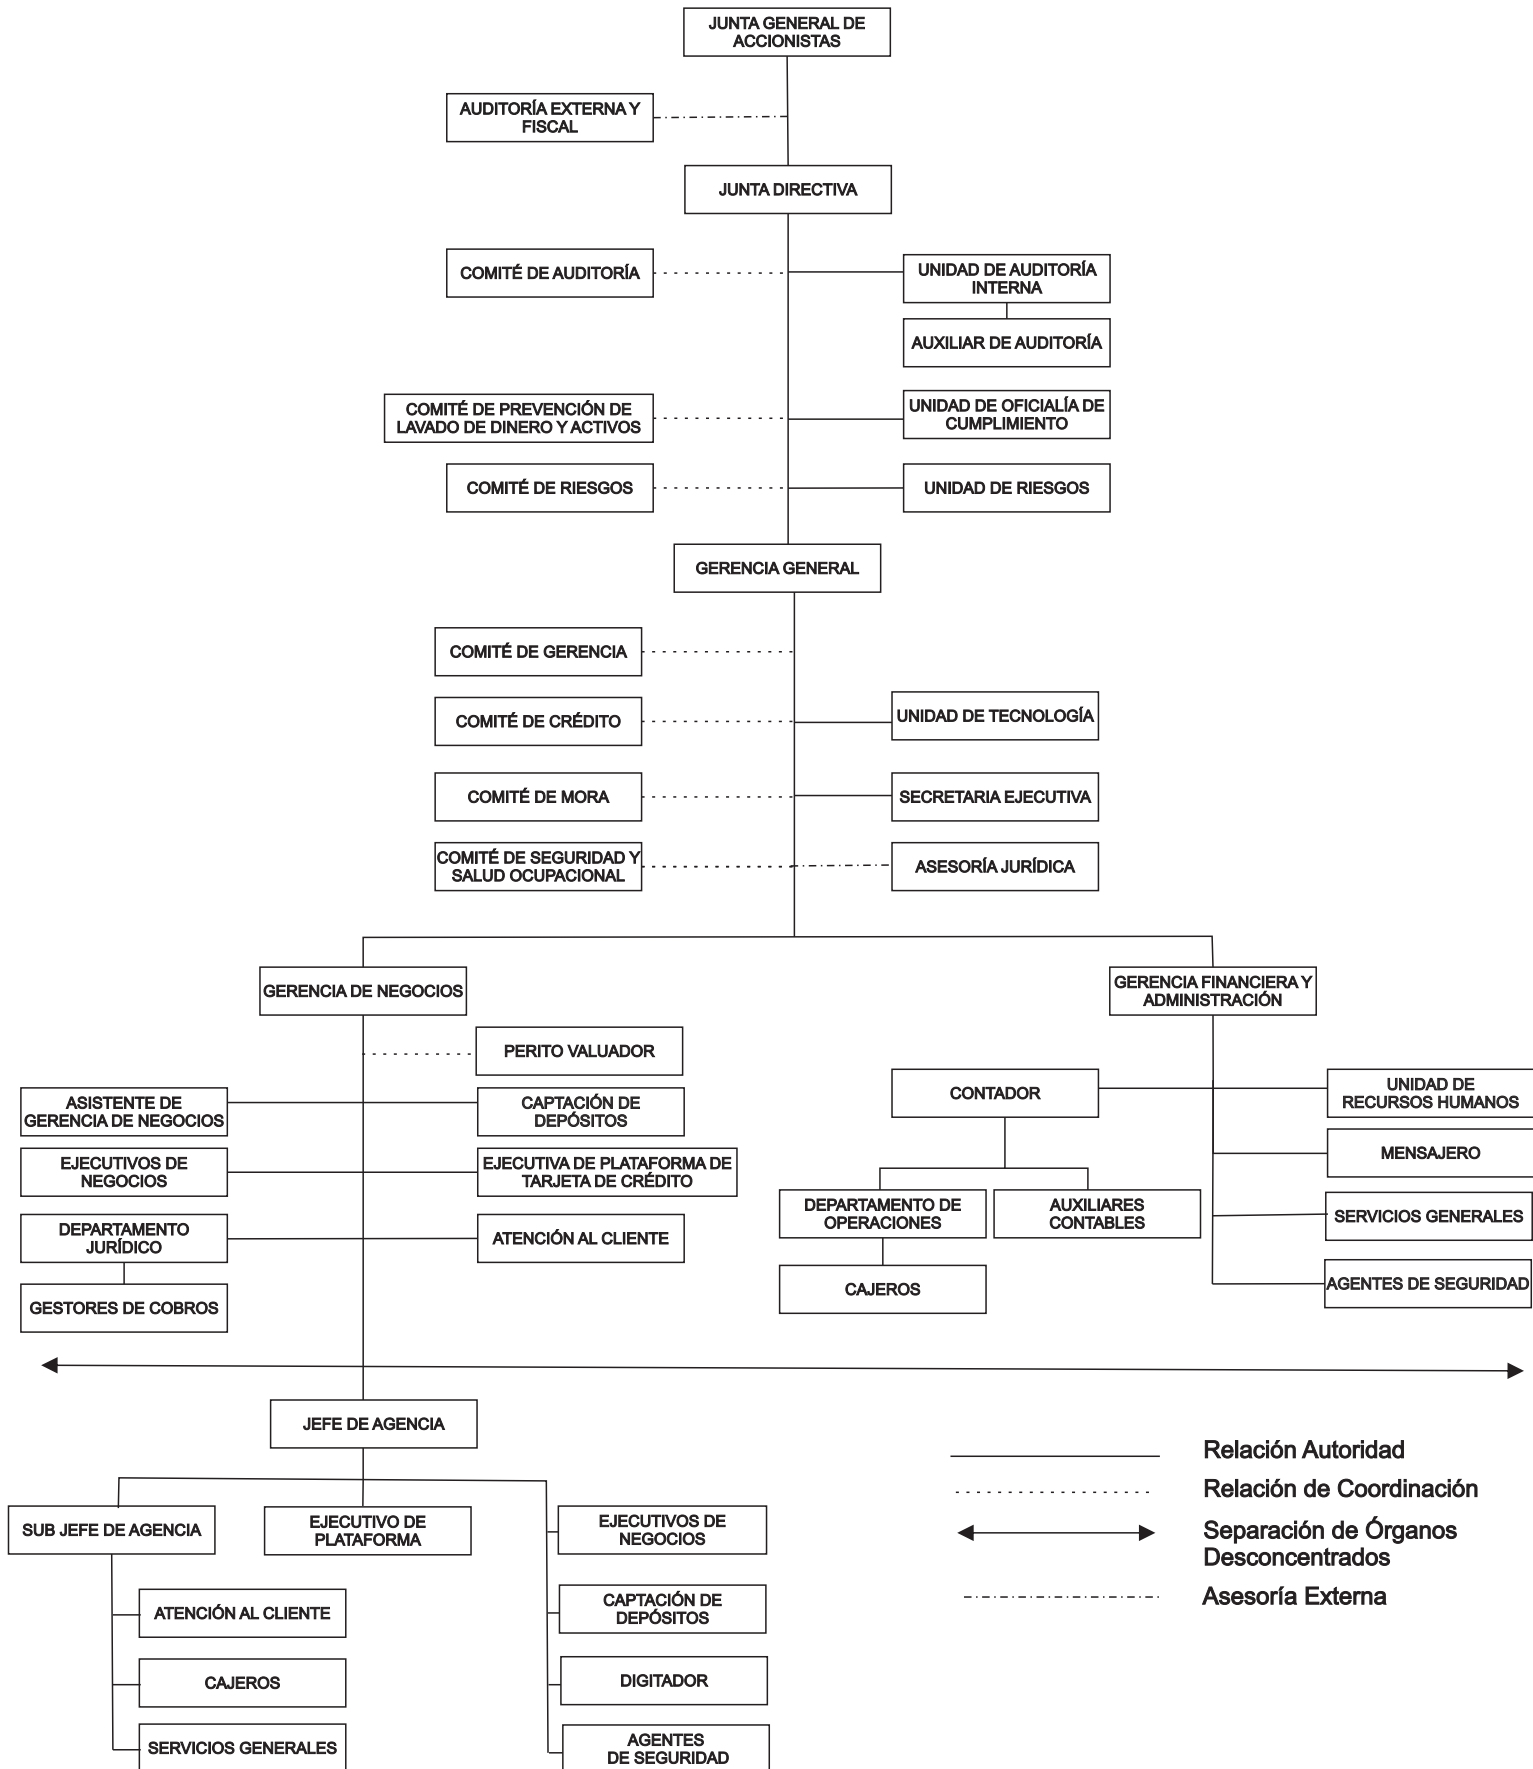 JUNTA GENERAL DE
ACCIONISTAS
AUDITORÍA EXTERNA Y
FISCAL
JUNTA DIRECTIVA
COMITÉ DE AUDITORÍA
UNIDAD DE AUDITORÍA
INTERNA
AUXILIAR DE AUDITORÍA
COMITÉ DE PREVENCIÓN DE
LAVADO DE DINERO Y ACTIVOS
UNIDAD DE OFICIALÍA DE
CUMPLIMIENTO
COMITÉ DE RIESGOS
UNIDAD DE RIESGOS
GERENCIA GENERAL
COMITÉ DE GERENCIA
COMITÉ DE CRÉDITO
UNIDAD DE TECNOLOGÍA
COMITÉ DE MORA
SECRETARIA EJECUTIVA
COMITÉ DE SEGURIDAD Y
SALUD OCUPACIONAL
ASESORÍA JURÍDICA
GERENCIA DE NEGOCIOS
GERENCIA FINANCIERA Y
ADMINISTRACIÓN
PERITO VALUADOR
ASISTENTE DE
GERENCIA DE NEGOCIOS
CAPTACIÓN DE
DEPÓSITOS
EJECUTIVOS DE
NEGOCIOS
EJECUTIVA DE PLATAFORMA DE
TARJETA DE CRÉDITO
DEPARTAMENTO
JURÍDICO
ATENCIÓN AL CLIENTE
GESTORES DE COBROS
CONTADOR
UNIDAD DE
RECURSOS HUMANOS
MENSAJERO
DEPARTAMENTO DE
OPERACIONES
AUXILIARES
CONTABLES
SERVICIOS GENERALES
CAJEROS
AGENTES DE SEGURIDAD
JEFE DE AGENCIA
SUB JEFE DE AGENCIA
EJECUTIVO DE
PLATAFORMA
EJECUTIVOS DE
NEGOCIOS
ATENCIÓN AL CLIENTE
CAPTACIÓN DE
DEPÓSITOS
CAJEROS
DIGITADOR
SERVICIOS GENERALES
AGENTES
DE SEGURIDAD
Relación Autoridad
Relación de Coordinación
Separación de Órganos
Desconcentrados
Asesoría Externa